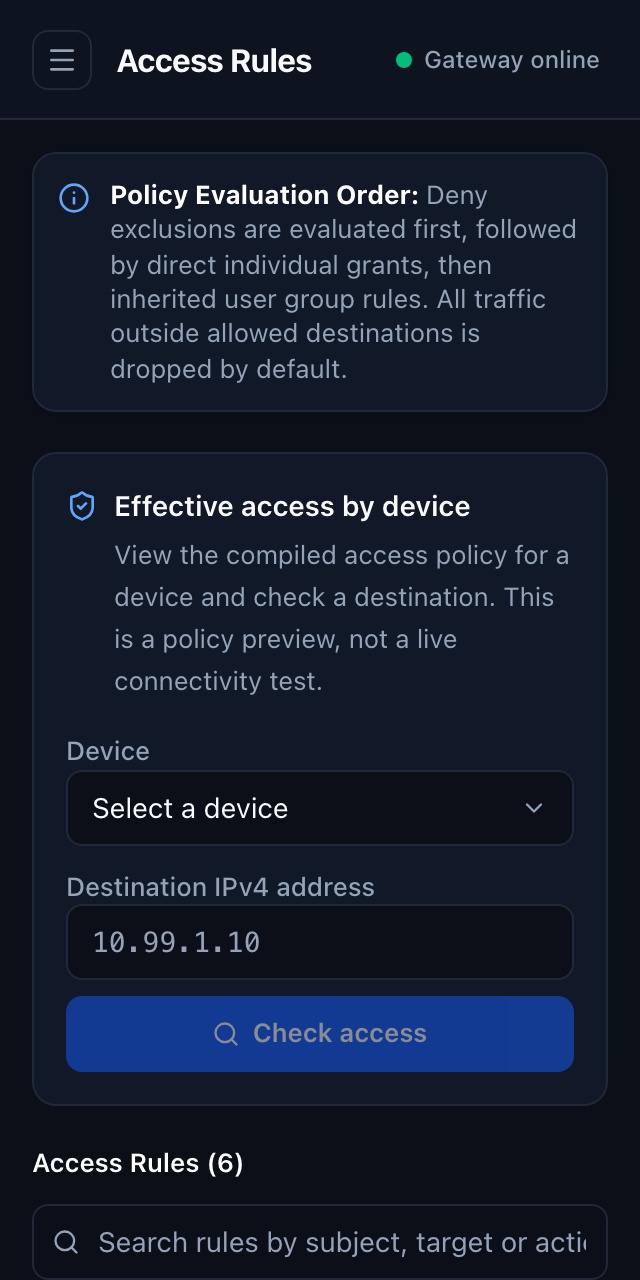 Access Rules
Gateway online
Policy Evaluation Order: Deny
exclusions are evaluated first, followed
by direct individual grants, then
inherited user group rules. All traffic
outside allowed destinations is
dropped by default.
Effective access by device
View the compiled access policy for a
device and check a destination. This
is a policy preview, not a live
connectivity test.
Device
Select a device
Destination IPv4 address
10.99.1.10
Check access
Access Rules (6)
Search rules by subject, target or acti